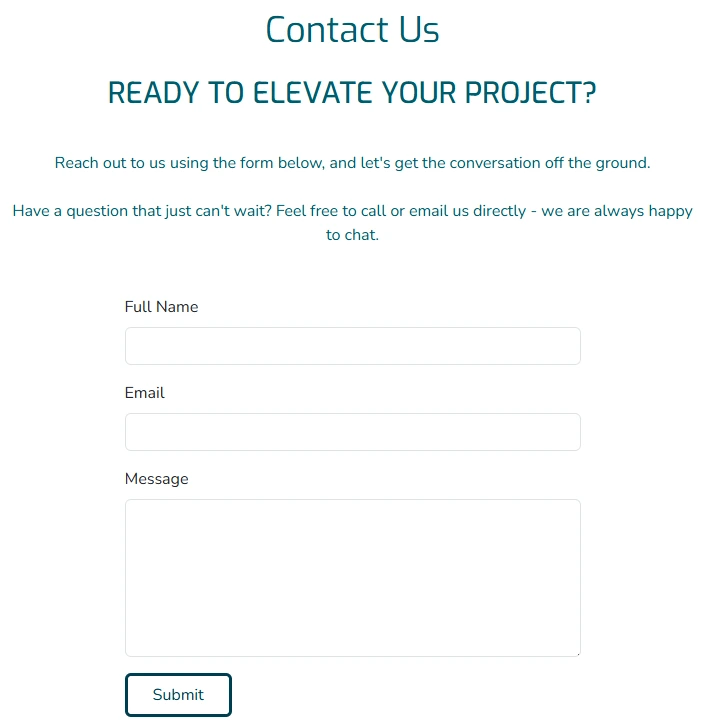 Contact Us
READY TO ELEVATE YOUR PROJECT?
Reach out to us using the form below, and let's get the conversation off the ground.
Have a question that just can't wait? Feel free to call or email us directly - we are always happy
to chat.
Full Name
Email
Message
Submit